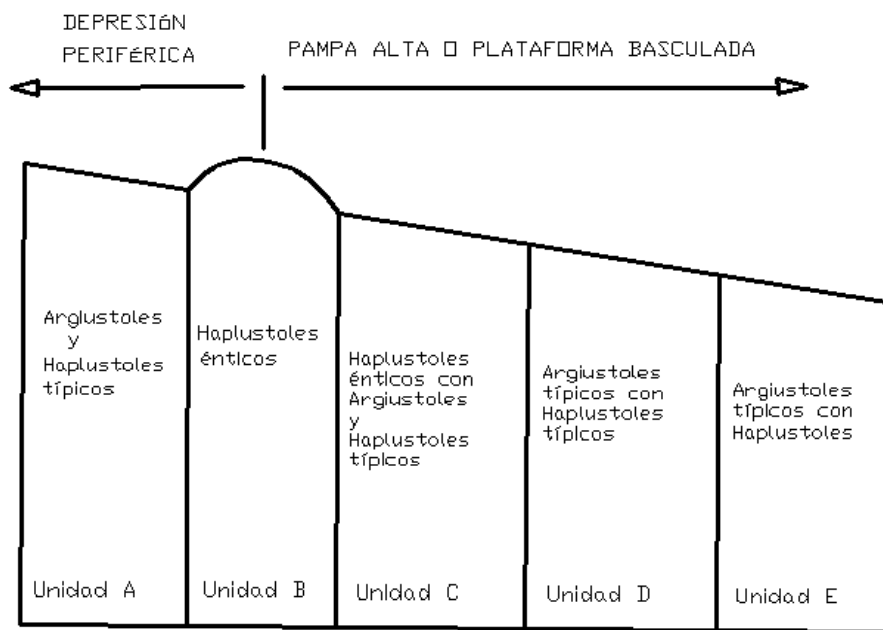 DEPRESIÓN
PERIFÉRICA
PAMPA ALTA O PLATAFORMA BASCULADA
Argiustoles
y
Haplustoles
típicos
Unidad A
Haplustoles
énticos
Unidad B
Haplustoles
énticos con
Argiustoles
y
Haplustoles
típicos
Unidad C
Argiustoles
típicos con
Haplustoles
típicos
Unidad D
Argiustoles
típicos con
Haplustoles
Unidad E